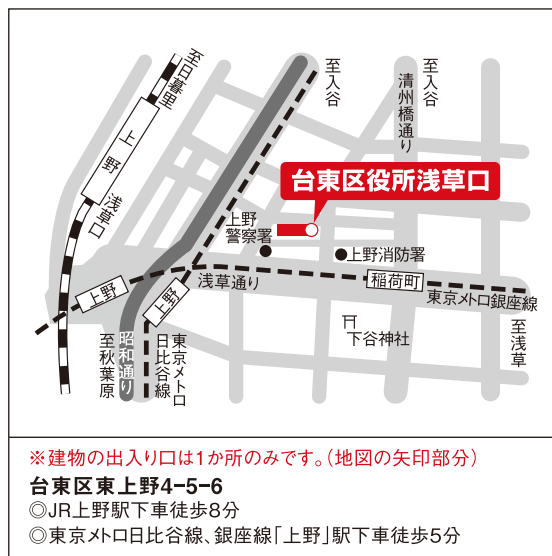 至日暮里
上野
浅草口
至入谷
清洲橋通り
至入谷
台東区役所浅草口
上野
警察署
上野消防署
上野
上野
浅草通り
稲荷町
東京メトロ銀座線
下谷神社
至浅草
昭和通り
至秋葉原
東京メトロ
日比谷線
※建物の出入り口は1か所のみです。(地図の矢印部分)
台東区東上野4-5-6
◎JR上野駅下車徒歩8分
◎東京メトロ日比谷線、銀座線「上野」駅下車徒歩5分